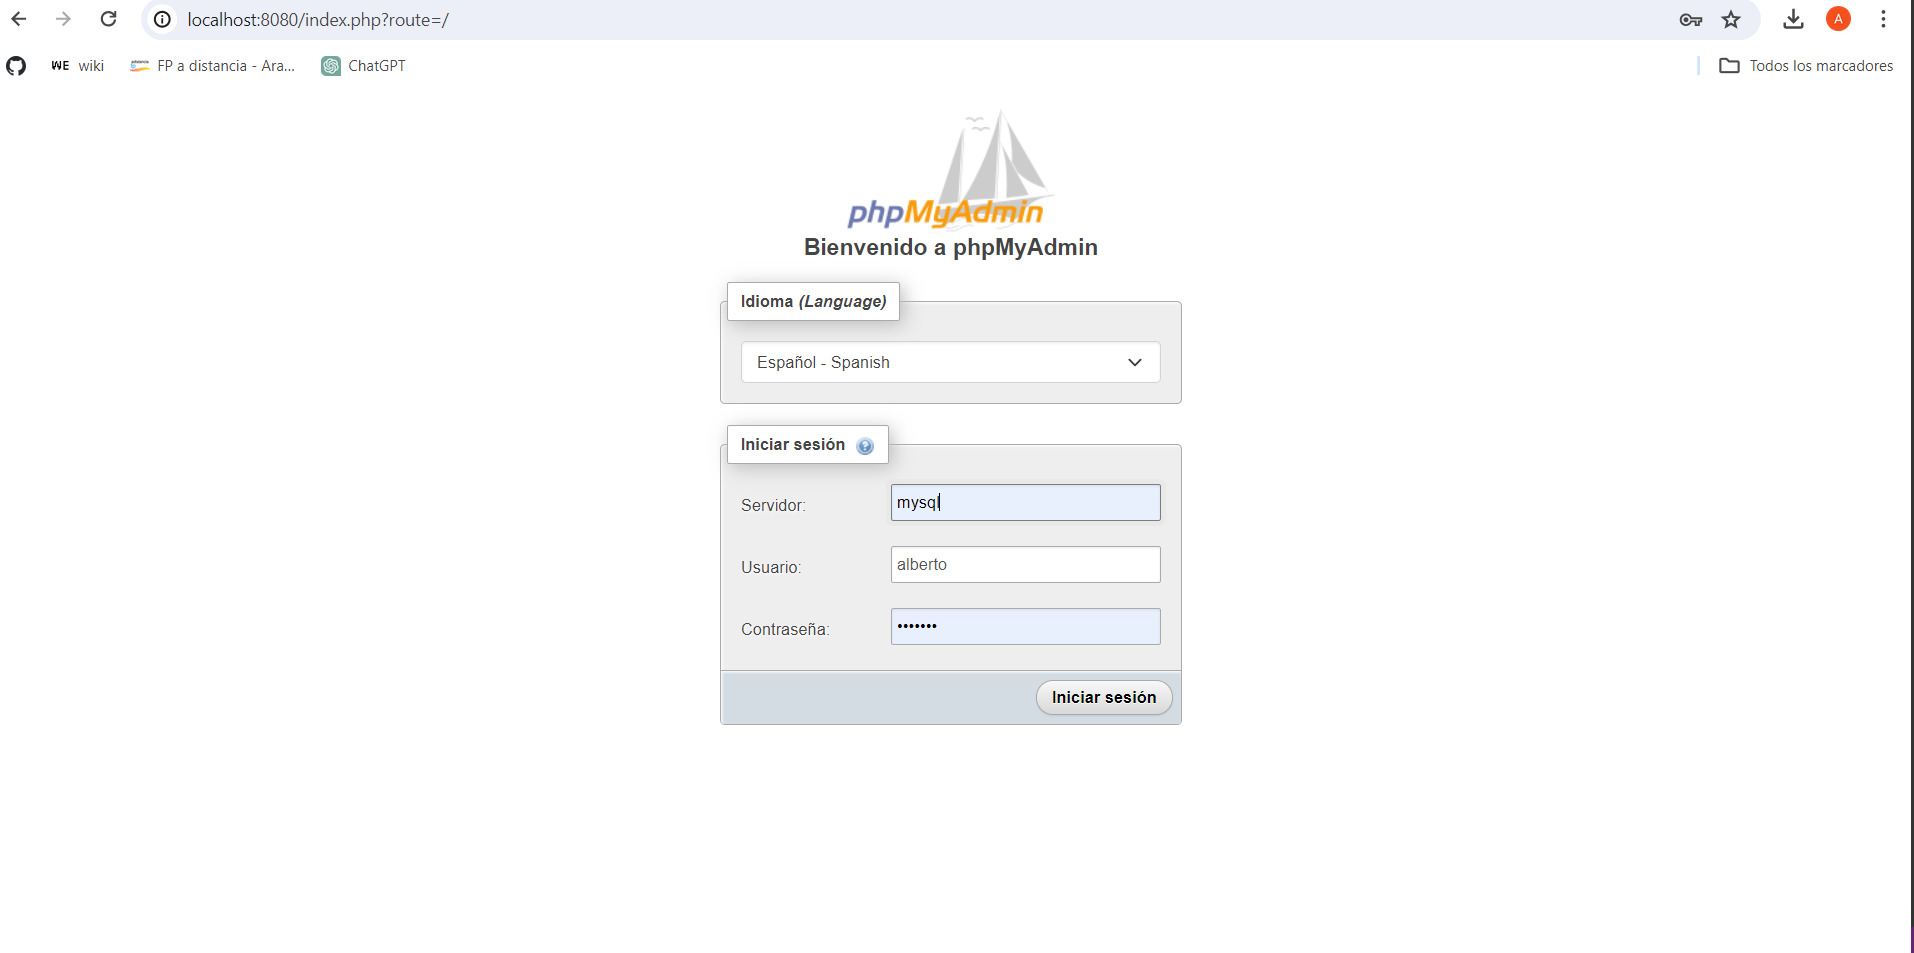 localhost:8080/index.php?route=/
A
WE wiki
FP a distancia - Ara...
ChatGPT
Todos los marcadores
phpMyAdmin
Bienvenido a phpMyAdmin
Idioma (Language)
Español - Spanish
Iniciar sesión ?
Servidor: mysql
Usuario: alberto
Contraseña: •••••••
Iniciar sesión